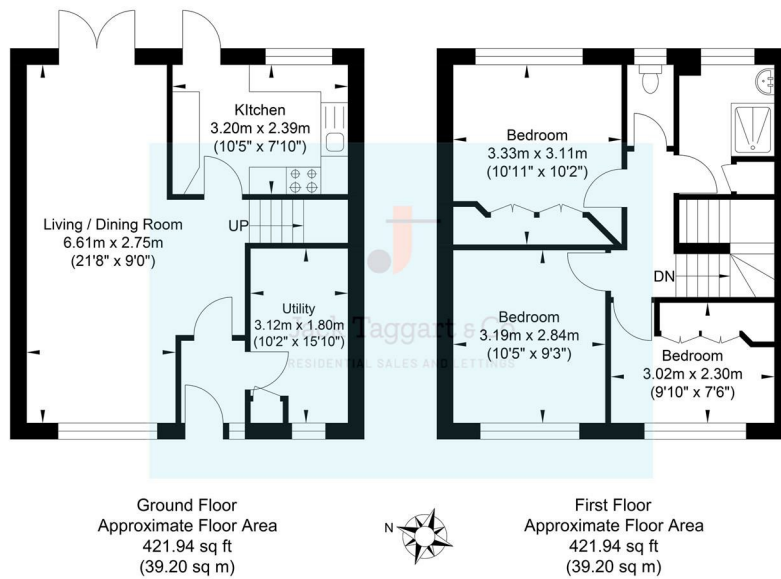 KItchen
3.20m x 2.39m
(10'5" x 7'10")
Living / Dining Room
6.61m x 2.75m
(21'8" x 9'0")
UP
Utility
3.12m x 1.80m
(10'2" x 15'10")
Bedroom
3.33m x 3.11m
(10'11" x 10'2")
DN
Bedroom
3.19m x 2.84m
(10'5" x 9'3")
Bedroom
3.02m x 2.30m
(9'10" x 7'6")
Jack Taggart & Co
RESIDENTIAL SALES AND LETTINGS
Ground Floor
Approximate Floor Area
421.94 sq ft
(39.20 sq m)
N
First Floor
Approximate Floor Area
421.94 sq ft
(39.20 sq m)